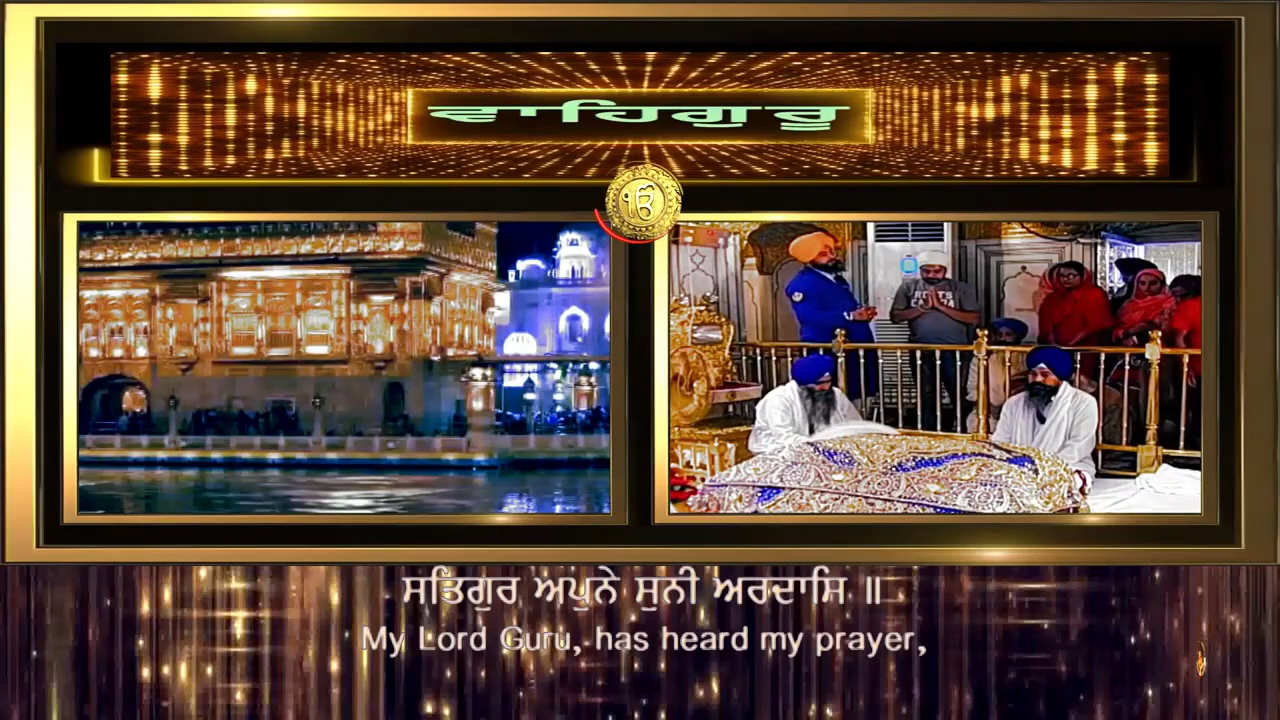 ਵਾਹਿਗੁਰੂ
ੴ
ਸਤਿਗੁਰ ਅਪੁਨੇ ਸੁਨੀ ਅਰਦਾਸਿ ॥
My Lord Guru, has heard my prayer,